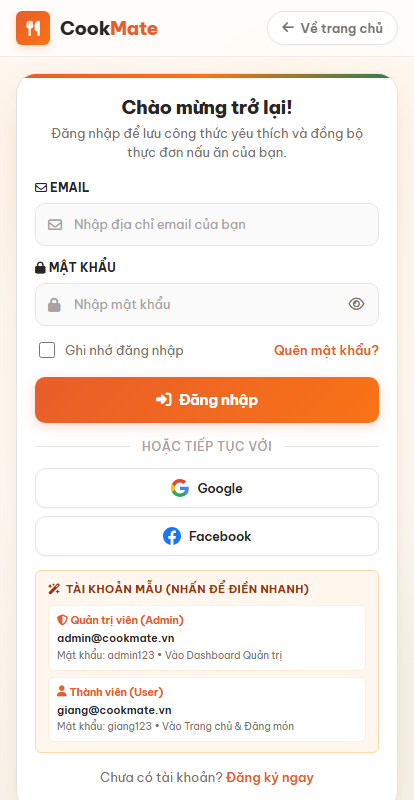 CookMate
Về trang chủ
Chào mừng trở lại!
Đăng nhập để lưu công thức yêu thích và đồng bộ
thực đơn nấu ăn của bạn.
EMAIL
Nhập địa chỉ email của bạn
MẬT KHẨU
Nhập mật khẩu
Ghi nhớ đăng nhập
Quên mật khẩu?
Đăng nhập
HOẶC TIẾP TỤC VỚI
Google
Facebook
TÀI KHOẢN MẪU (NHẤN ĐỂ ĐIỀN NHANH)
Quản trị viên (Admin)
admin@cookmate.vn
Mật khẩu: admin123 • Vào Dashboard Quản trị
Thành viên (User)
giang@cookmate.vn
Mật khẩu: giang123 • Vào Trang chủ & Đăng món
Chưa có tài khoản? Đăng ký ngay